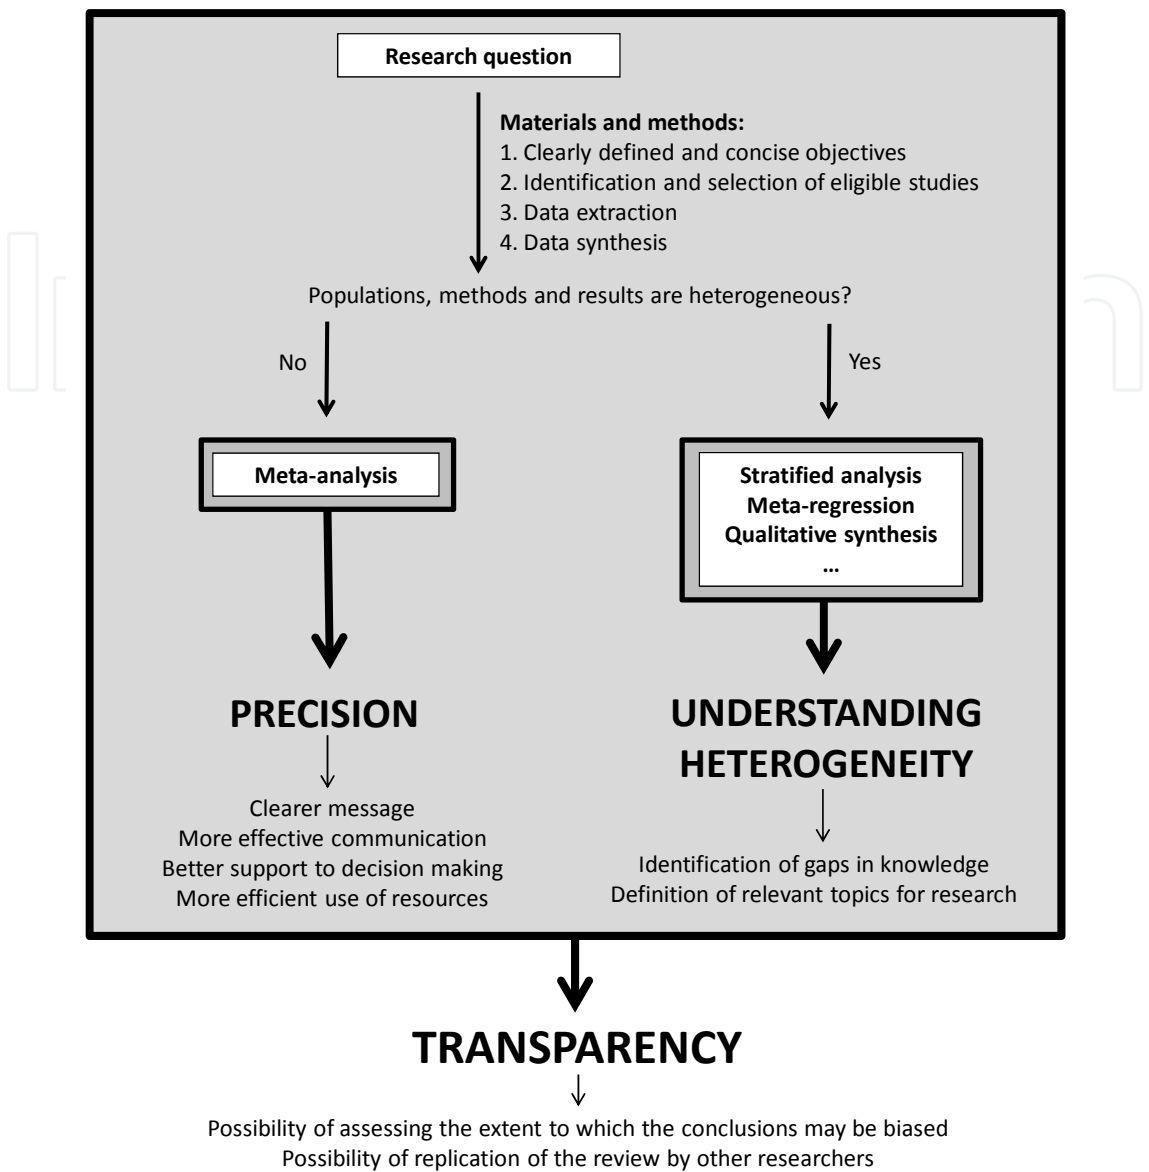 Research question
Materials and methods:
1. Clearly defined and concise objectives
2. Identification and selection of eligible studies
3. Data extraction
4. Data synthesis
Populations, methods and results are heterogeneous?
No
Yes
Meta-analysis
Stratified analysis
Meta-regression
Qualitative synthesis
...
PRECISION
Clearer message
More effective communication
Better support to decision making
More efficient use of resources
UNDERSTANDING
HETEROGENEITY
Identification of gaps in knowledge
Definition of relevant topics for research
TRANSPARENCY
Possibility of assessing the extent to which the conclusions may be biased
Possibility of replication of the review by other researchers